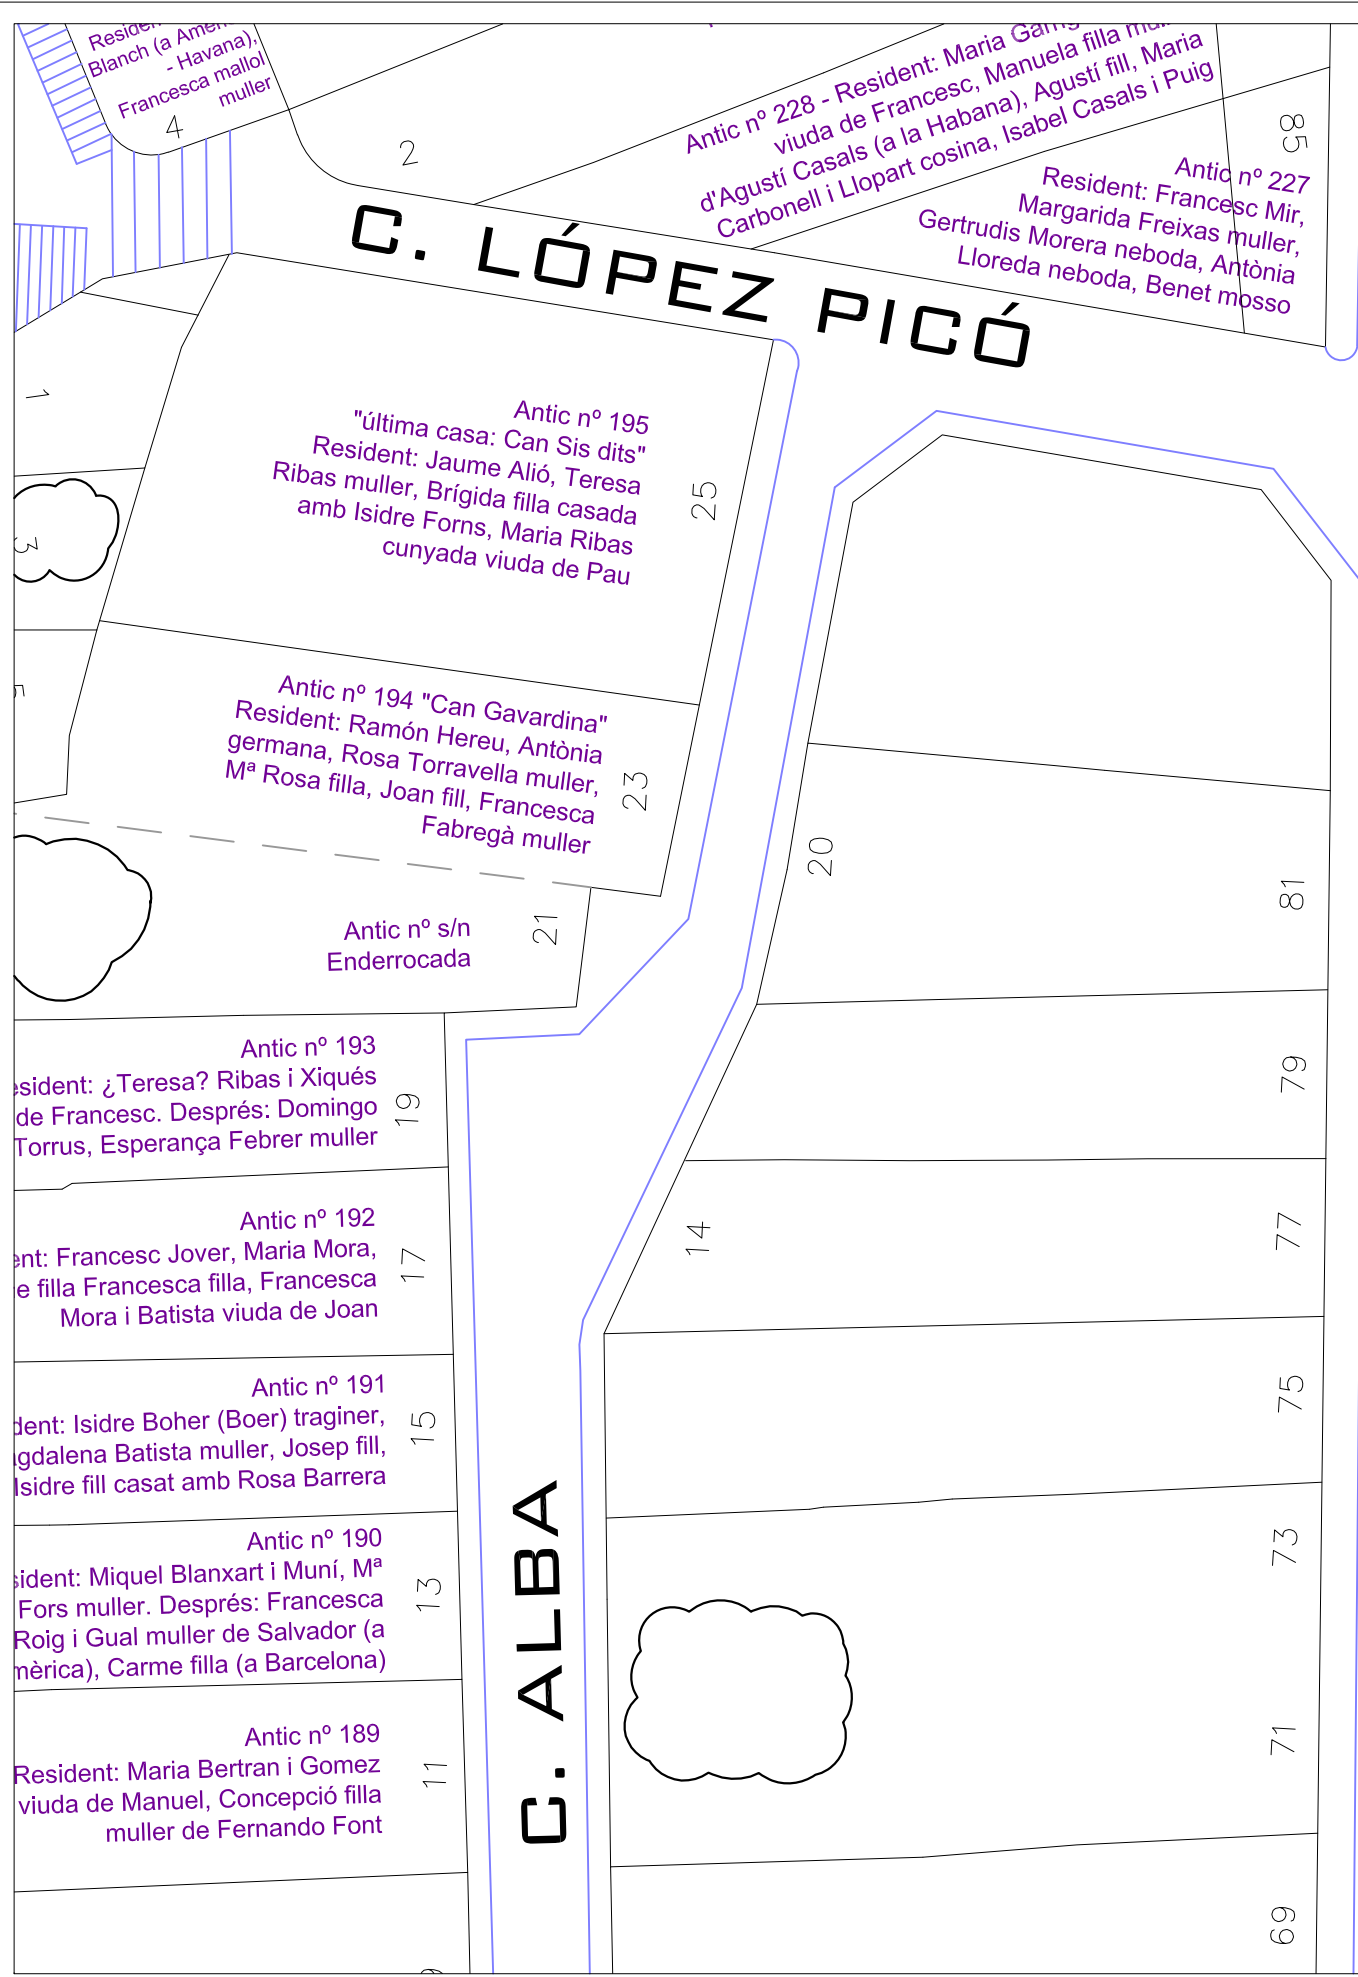 Blanch (a
- Havana),
Francesca mallol
muller
4
2
Antic nº 228 - Resident: Maria
viuda de Francesc, Manuela filla
d'Agustí Casals (a la Habana), Agustí fill, Maria
Carbonell i Llopart cosina, Isabel Casals i Puig
85
Antic nº 227
Resident: Francesc Mir,
Margarida Freixas muller,
Gertrudis Morera neboda, Antònia
Lloreda neboda, Benet mosso
C. LÓPEZ PICÓ
1
3
Antic nº 195
"última casa: Can Sis dits"
Resident: Jaume Alió, Teresa
Ribas muller, Brígida filla casada
amb Isidre Forns, Maria Ribas
cunyada viuda de Pau
25
Antic nº 194 "Can Gavardina"
Resident: Ramón Hereu, Antònia
germana, Rosa Torravella muller,
Mª Rosa filla, Joan fill, Francesca
Fabregà muller
23
20
81
Antic nº s/n
Enderrocada
21
Antic nº 193
esident: ¿Teresa? Ribas i Xiqués
de Francesc. Després: Domingo
Torrus, Esperança Febrer muller
19
79
Antic nº 192
ent: Francesc Jover, Maria Mora,
e filla Francesca filla, Francesca
Mora i Batista viuda de Joan
17
14
77
Antic nº 191
dent: Isidre Boher (Boer) traginer,
gdalena Batista muller, Josep fill,
Isidre fill casat amb Rosa Barrera
15
75
Antic nº 190
sident: Miquel Blanxart i Muní, Mª
Fors muller. Després: Francesca
Roig i Gual muller de Salvador (a
mèrica), Carme filla (a Barcelona)
13
73
C. ALBA
Antic nº 189
Resident: Maria Bertran i Gomez
viuda de Manuel, Concepció filla
muller de Fernando Font
11
71
69